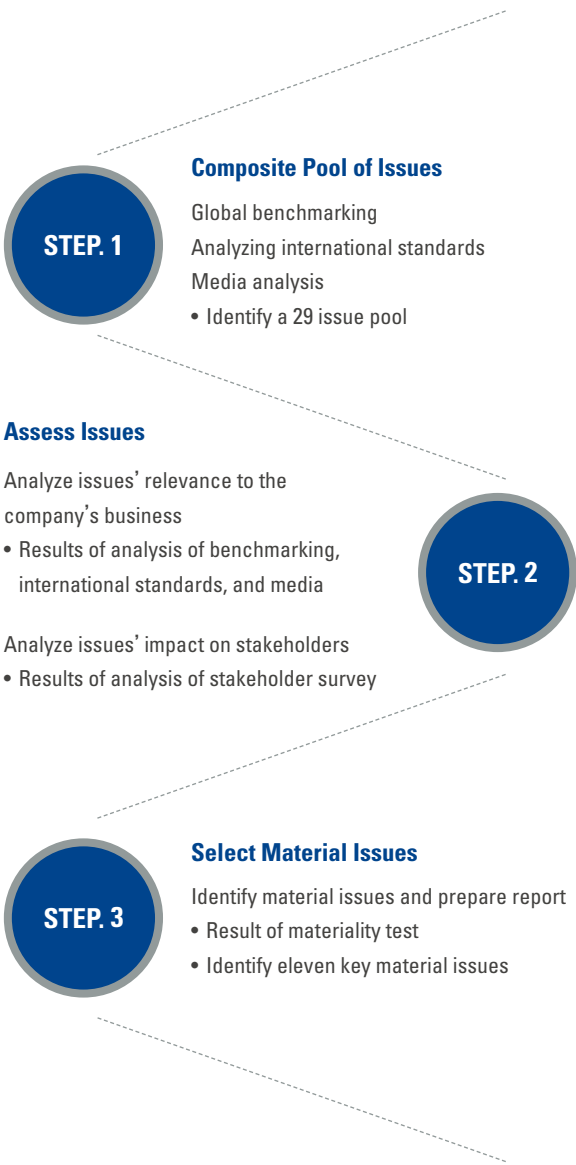 STEP. 1
Composite Pool of Issues
Global benchmarking
Analyzing international standards
Media analysis
• Identify a 29 issue pool
Assess Issues
Analyze issues’ relevance to the
company’s business
• Results of analysis of benchmarking,
international standards, and media
Analyze issues’ impact on stakeholders
• Results of analysis of stakeholder survey
STEP. 2
STEP. 3
Select Material Issues
Identify material issues and prepare report
• Result of materiality test
• Identify eleven key material issues